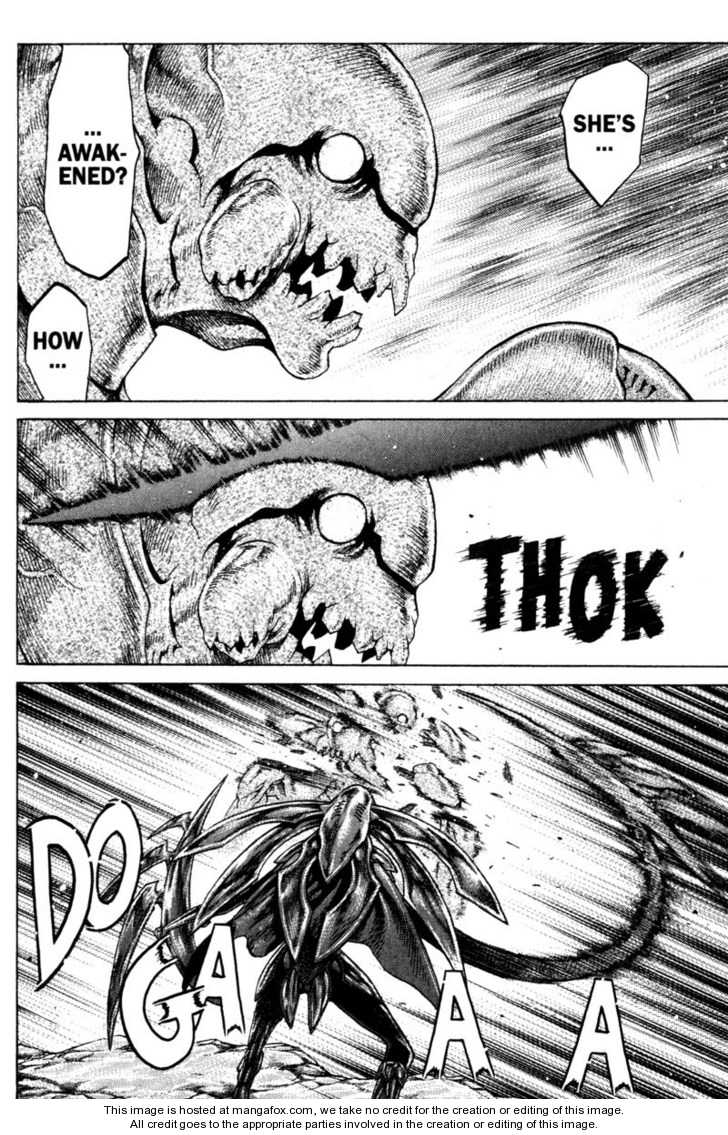 SHE'S
...
...
AWAK-
ENED?
HOW
...
THOK
DO
GA
A
A
This image is hosted at mangafox.com, we take no credit for the creation or editing of this image.
All credit goes to the appropriate parties involved in the creation or editing of this image.